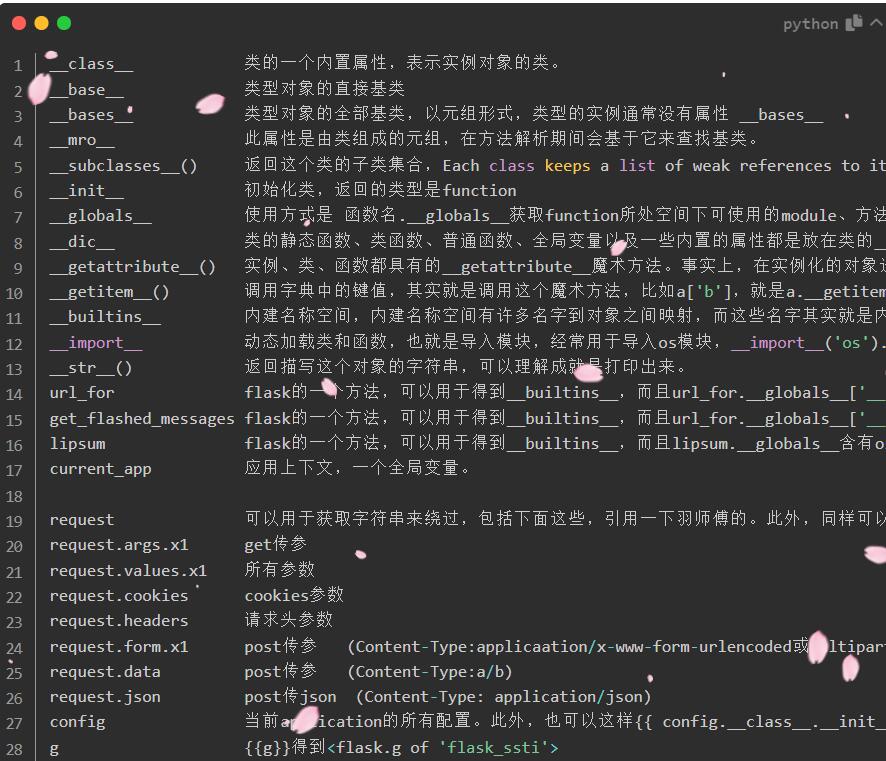 python
1 __class__ 类的一个内置属性，表示实例对象的类。
2 __base__ 类型对象的直接基类
3 __bases__ 类型对象的全部基类，以元组形式，类型的实例通常没有属性 __bases__
4 __mro__ 此属性是由类组成的元组，在方法解析期间会基于它来查找基类。
5 __subclasses__() 返回这个类的子类集合，Each class keeps a list of weak references to it
6 __init__ 初始化类，返回的类型是function
7 __globals__ 使用方式是 函数名.__globals__获取function所处空间下可使用的module、方法
8 __dic__ 类的静态函数、类函数、普通函数、全局变量以及一些内置的属性都是放在类的_
9 __getattribute__() 实例、类、函数都具有的__getattribute__魔术方法。事实上，在实例化的对象进
10 __getitem__() 调用字典中的键值，其实就是调用这个魔术方法，比如a['b']，就是a.__getitem
11 __builtins__ 内建名称空间，内建名称空间有许多名字到对象之间映射，而这些名字其实就是内
12 __import__ 动态加载类和函数，也就是导入模块，经常用于导入os模块，__import__('os').
13 __str__() 返回描写这个对象的字符串，可以理解成就是打印出来。
14 url_for flask的一个方法，可以用于得到__builtins__，而且url_for.__globals__['__
15 get_flashed_messages flask的一个方法，可以用于得到__builtins__，而且url_for.__globals__['__
16 lipsum flask的一个方法，可以用于得到__builtins__，而且lipsum.__globals__含有o
17 current_app 应用上下文，一个全局变量。
18
19 request 可以用于获取字符串来绕过，包括下面这些，引用一下羽师傅的。此外，同样可以
20 request.args.x1 get传参
21 request.values.x1 所有参数
22 request.cookies cookies参数
23 request.headers 请求头参数
24 request.form.x1 post传参 (Content-Type:applicaation/x-www-form-urlencoded或 ltipar
25 request.data post传参 (Content-Type:a/b)
26 request.json post传json (Content-Type: application/json)
27 config 当前application的所有配置。此外，也可以这样{{ config.__class__.__init_
28 g {{g}}得到<flask.g of 'flask_ssti'>